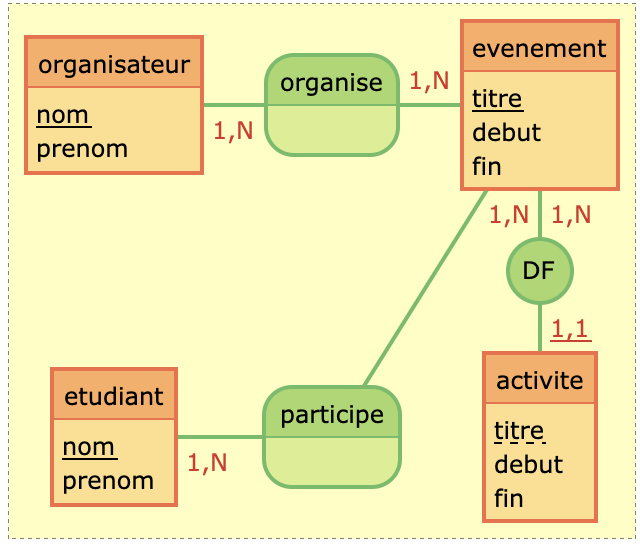 organisateur
nom
prenom
1,N
organise
1,N
evenement
titre
debut
fin
1,N
1,N
DF
1,1
etudiant
nom
prenom
1,N
participe
activite
titre
debut
fin